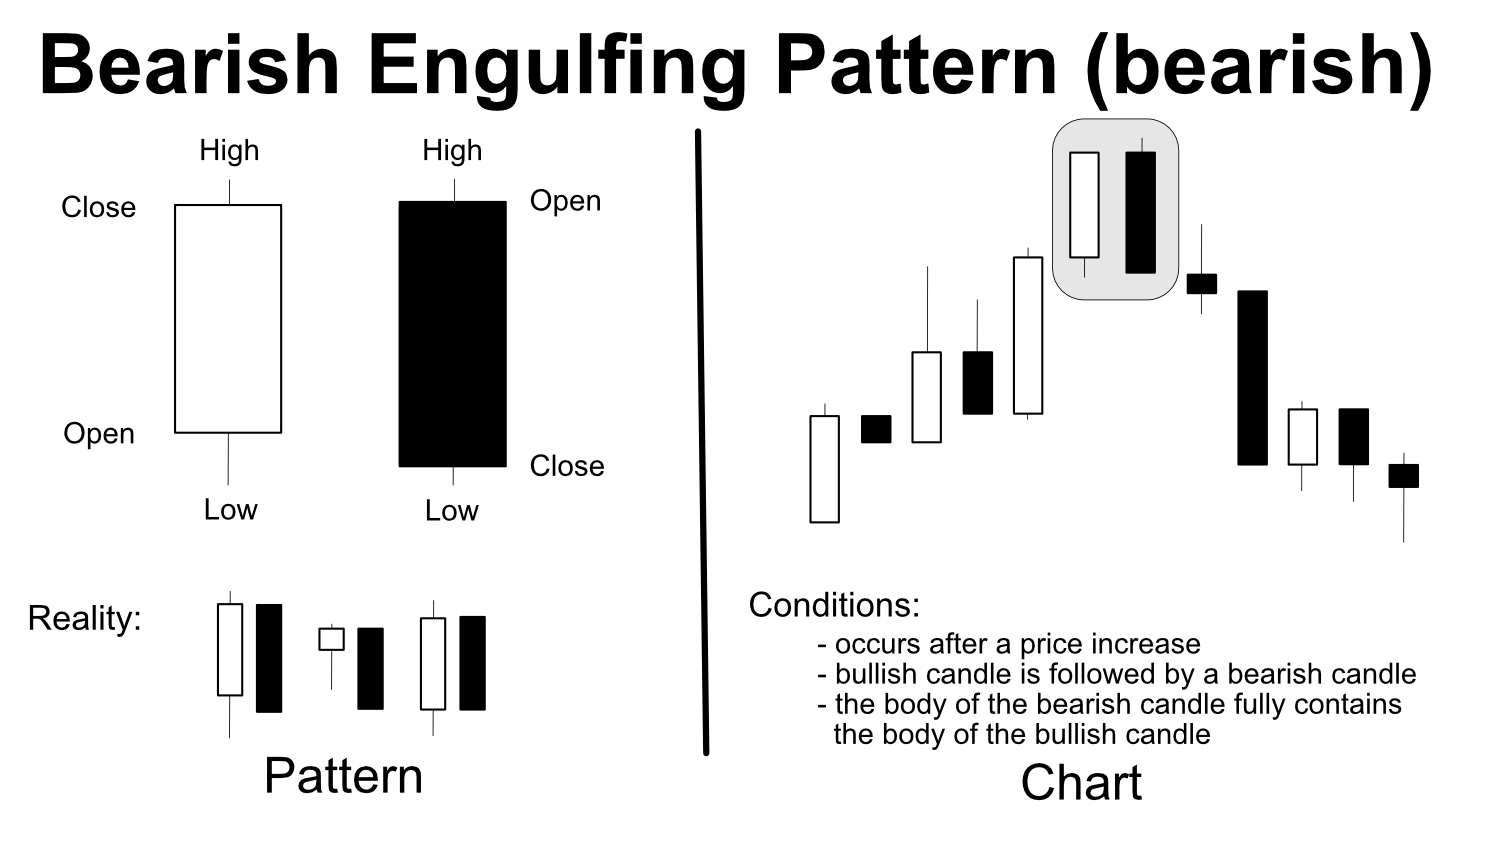 Bearish Engulfing Pattern (bearish)
High
High
Close
Open
Open
Close
Low
Low
Reality:
Pattern
Conditions:
- occurs after a price increase
- bullish candle is followed by a bearish candle
- the body of the bearish candle fully contains
the body of the bullish candle
Chart